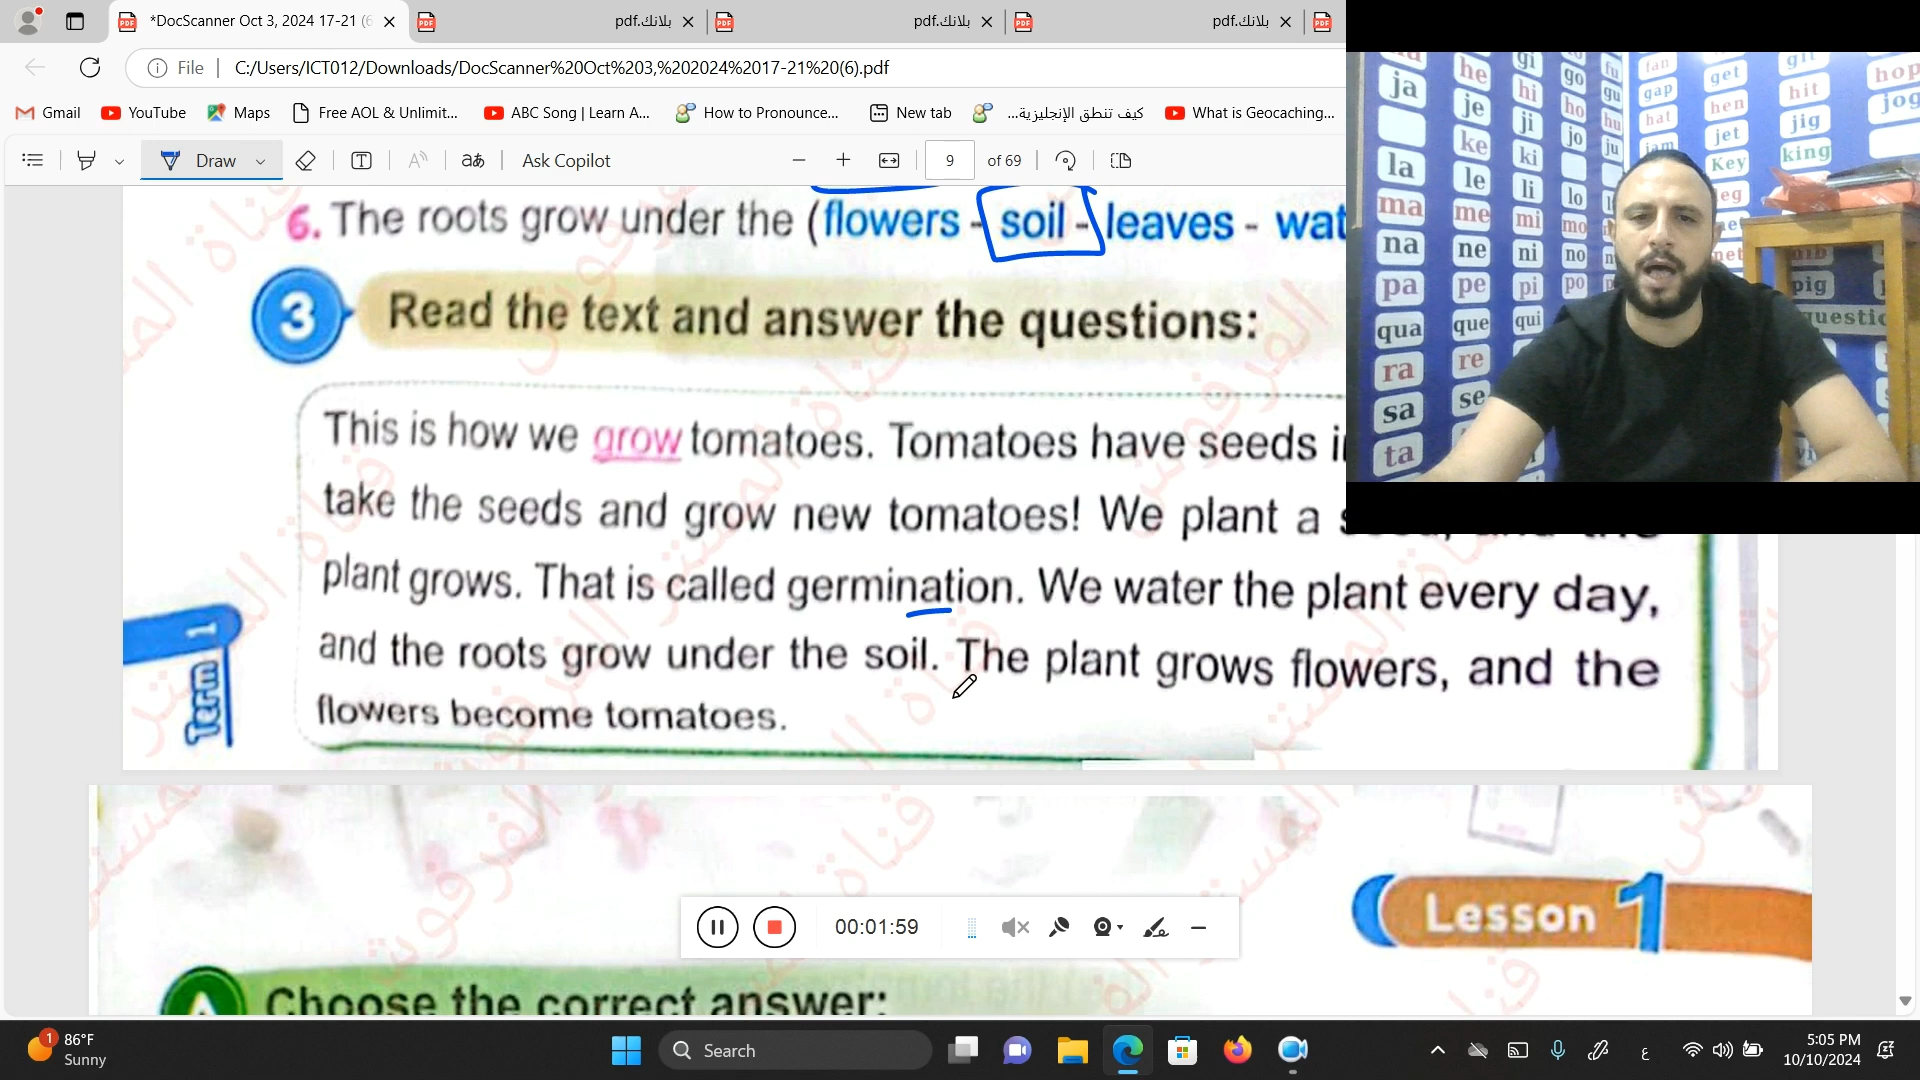 *DocScanner Oct 3, 2024 17-21 (6
بلانك.pdf
بلانك.pdf
بلانك.pdf
File
C:/Users/ICT012/Downloads/DocScanner%20Oct%203,%202024%2017-21%20(6).pdf
Gmail
YouTube
Maps
Free AOL & Unlimit...
ABC Song | Learn A...
How to Pronounce...
New tab
كيف تنطق الإنجليزية...
What is Geocaching...
Draw
Ask Copilot
9 of 69
6. The roots grow under the (flowers - soil - leaves - wat
3 Read the text and answer the questions:
This is how we grow tomatoes. Tomatoes have seeds i
take the seeds and grow new tomatoes! We plant a
plant grows. That is called germination. We water the plant every day,
and the roots grow under the soil. The plant grows flowers, and the
flowers become tomatoes.
Term 1
Lesson 1
A Choose the correct answer:
00:01:59
ja
la
ma
na
pa
qua
ra
sa
ta
he
je
ke
le
me
ne
pe
que
re
se
gi
hi
ji
ki
li
mi
ni
pi
qui
go
ho
jo
lo
mo
no
po
fu
gu
hu
ju
fan
gap
hat
jam
get
hen
jet
Key
hit
jig
king
pig
hop
jog
1
86°F
Sunny
Search
ع
5:05 PM
10/10/2024